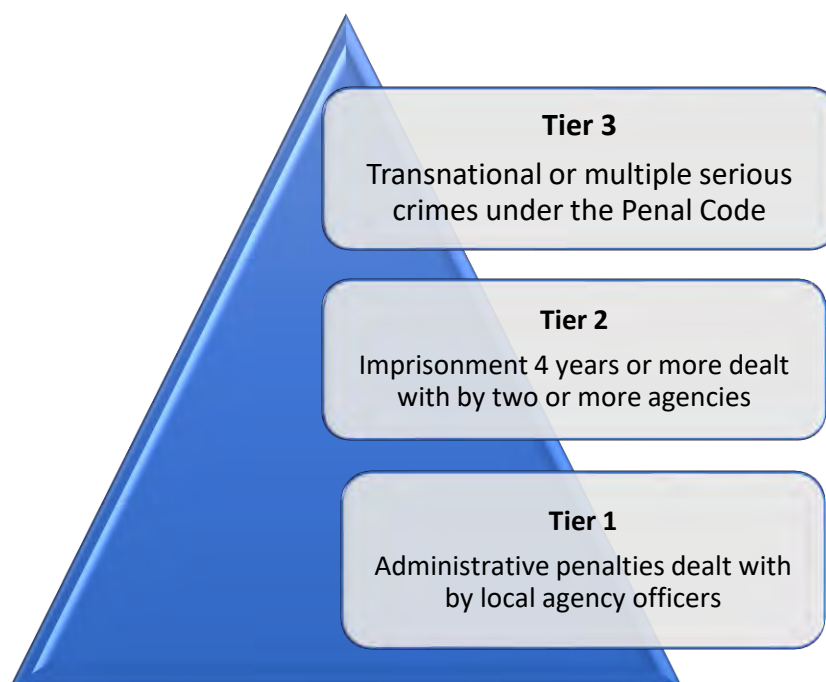 Tier 3
Transnational or multiple serious
crimes under the Penal Code
Tier 2
Imprisonment 4 years or more dealt
with by two or more agencies
Tier 1
Administrative penalties dealt with
by local agency officers